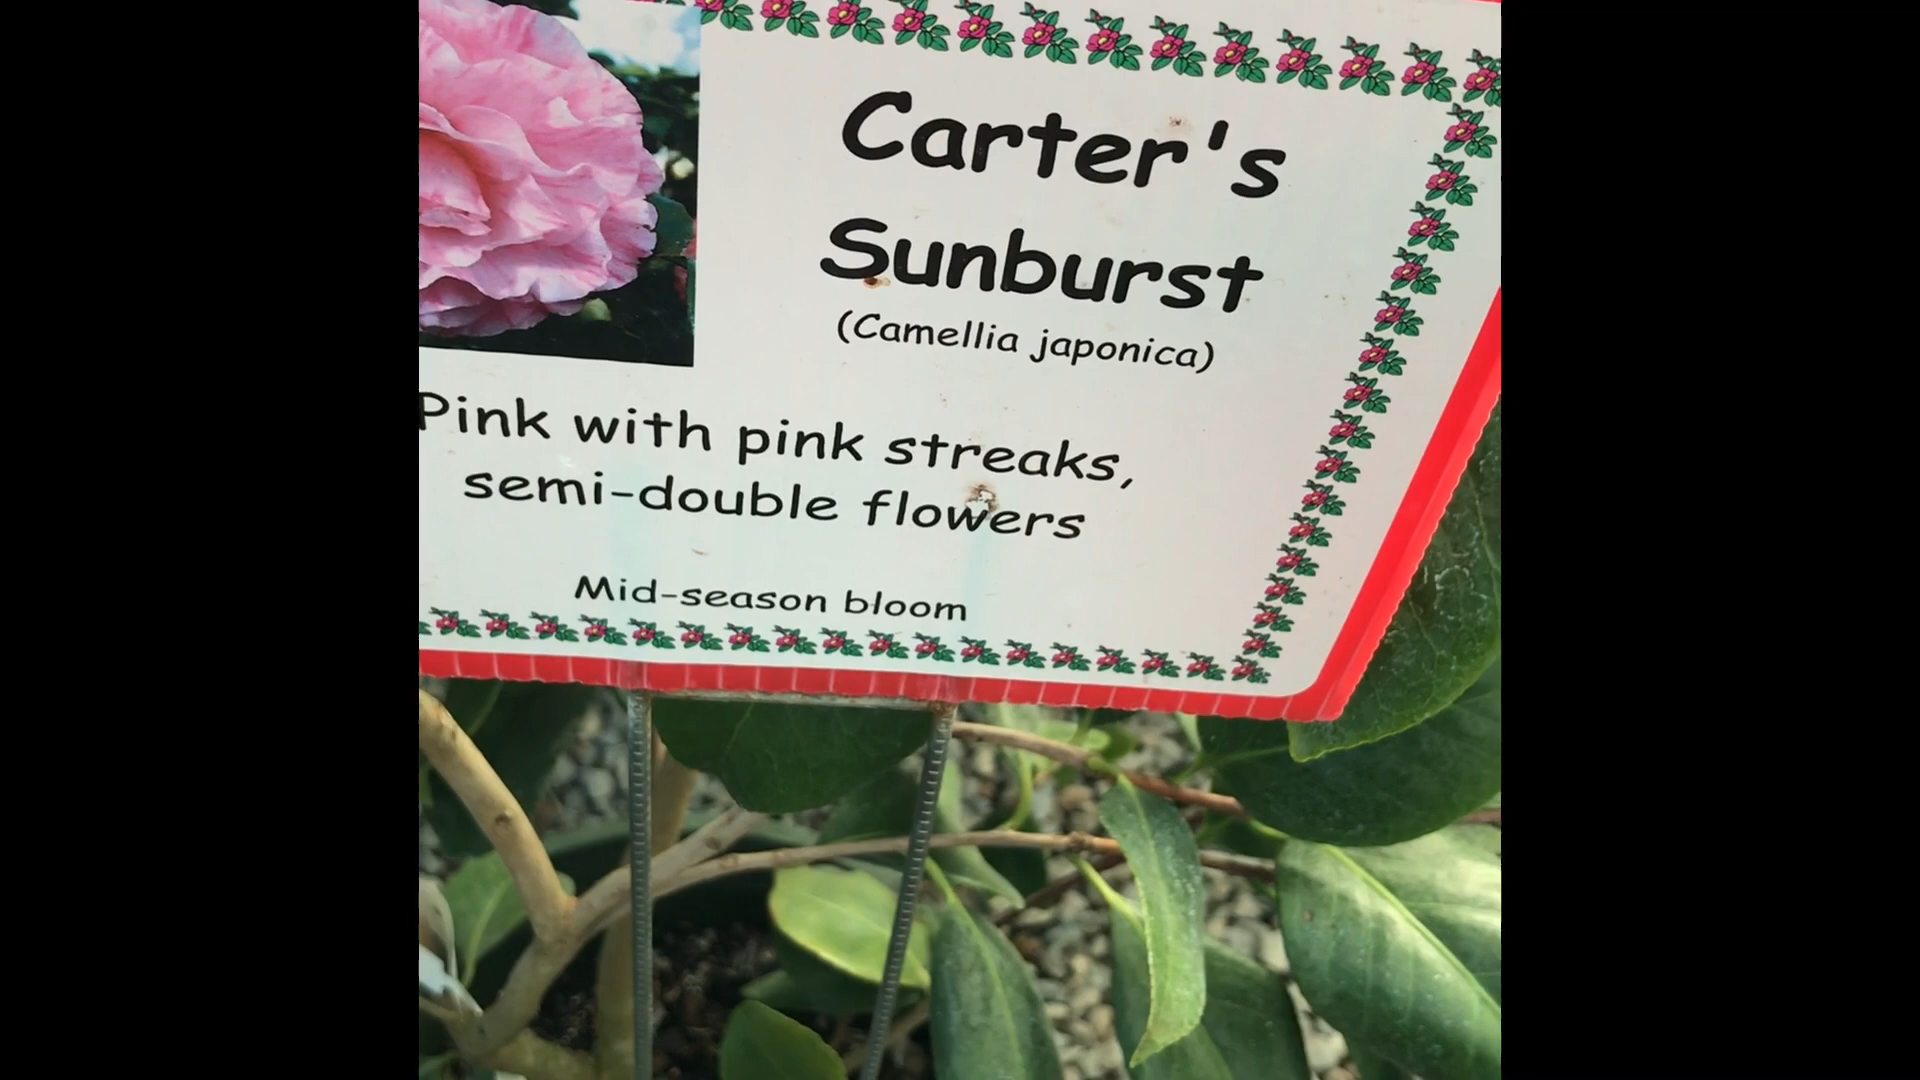 Carter's
Sunburst
(Camellia japonica)
Pink with pink streaks,
semi-double flowers
Mid-season bloom